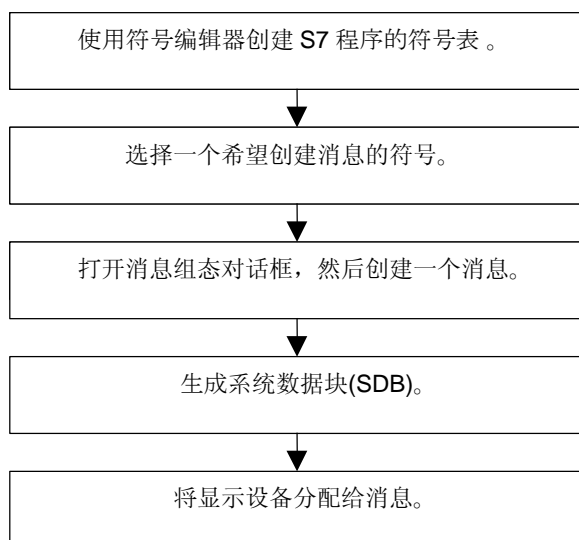 使用符号编辑器创建 S7 程序的符号表 。
选择一个希望创建消息的符号。
打开消息组态对话框，然后创建一个消息。
生成系统数据块(SDB)。
将显示设备分配给消息。